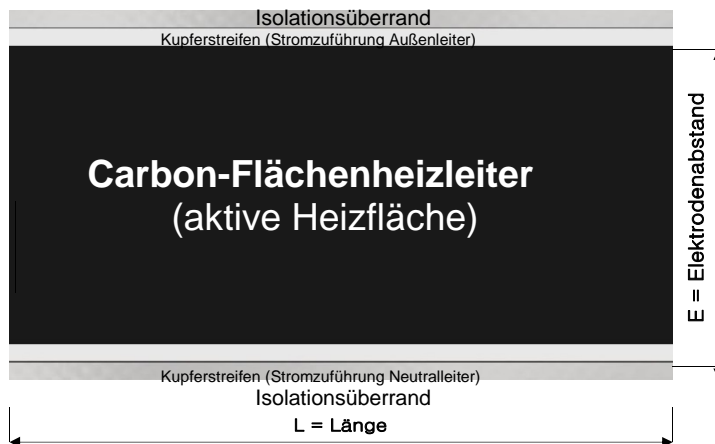 Isolationsüberrand
Kupferstreifen (Stromzuführung Außenleiter)
Carbon-Flächenheizleiter
(aktive Heizfläche)
E = Elektrodenabstand
Kupferstreifen (Stromzuführung Neutralleiter)
Isolationsüberrand
L = Länge